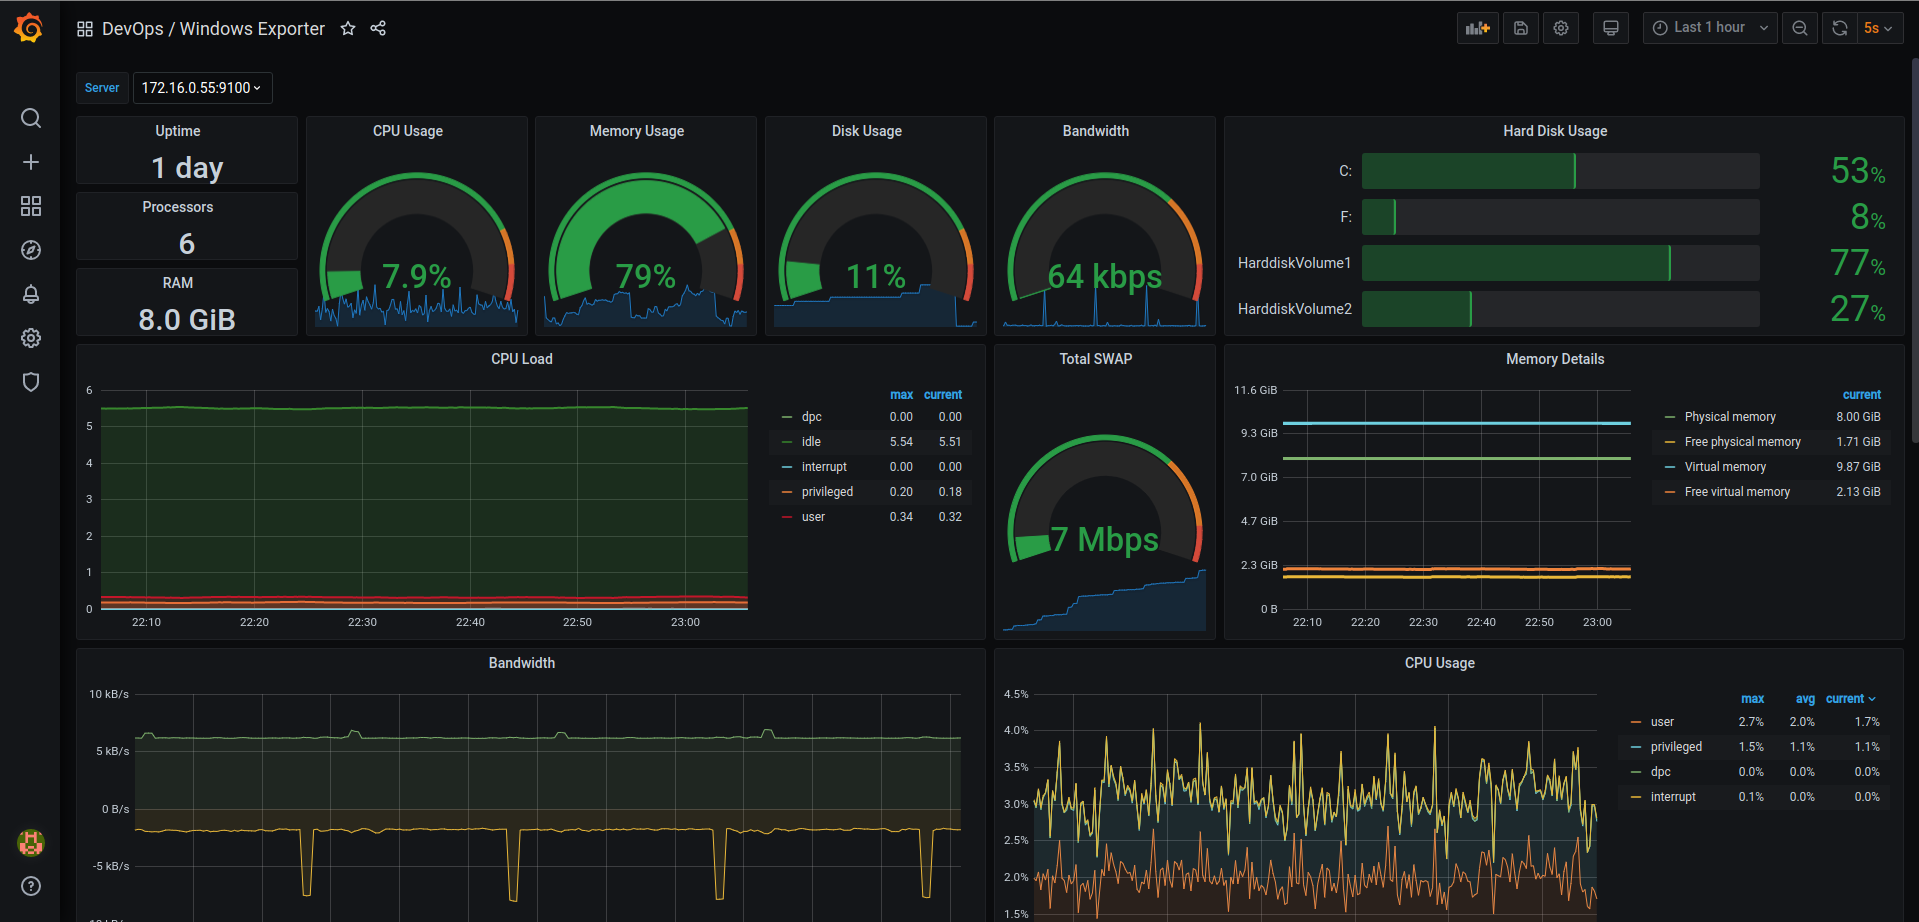 DevOps / Windows Exporter
Last 1 hour
5s
Server
172.16.0.55:9100
Uptime
1 day
Processors
6
RAM
8.0 GiB
CPU Usage
7.9%
Memory Usage
79%
Disk Usage
11%
Bandwidth
64 kbps
Hard Disk Usage
C:
53%
F:
8%
HarddiskVolume1
77%
HarddiskVolume2
27%
CPU Load
6
5
4
3
2
1
0
22:10 22:20 22:30 22:40 22:50 23:00
max current
dpc 0.00 0.00
idle 5.54 5.51
interrupt 0.00 0.00
privileged 0.20 0.18
user 0.34 0.32
Total SWAP
7 Mbps
Memory Details
11.6 GiB
9.3 GiB
7.0 GiB
4.7 GiB
2.3 GiB
0 B
22:10 22:20 22:30 22:40 22:50 23:00
current
Physical memory 8.00 GiB
Free physical memory 1.71 GiB
Virtual memory 9.87 GiB
Free virtual memory 2.13 GiB
Bandwidth
10 kB/s
5 kB/s
0 B/s
-5 kB/s
CPU Usage
4.5%
4.0%
3.5%
3.0%
2.5%
2.0%
1.5%
max avg current
user 2.7% 2.0% 1.7%
privileged 1.5% 1.1% 1.1%
dpc 0.0% 0.0% 0.0%
interrupt 0.1% 0.0% 0.0%